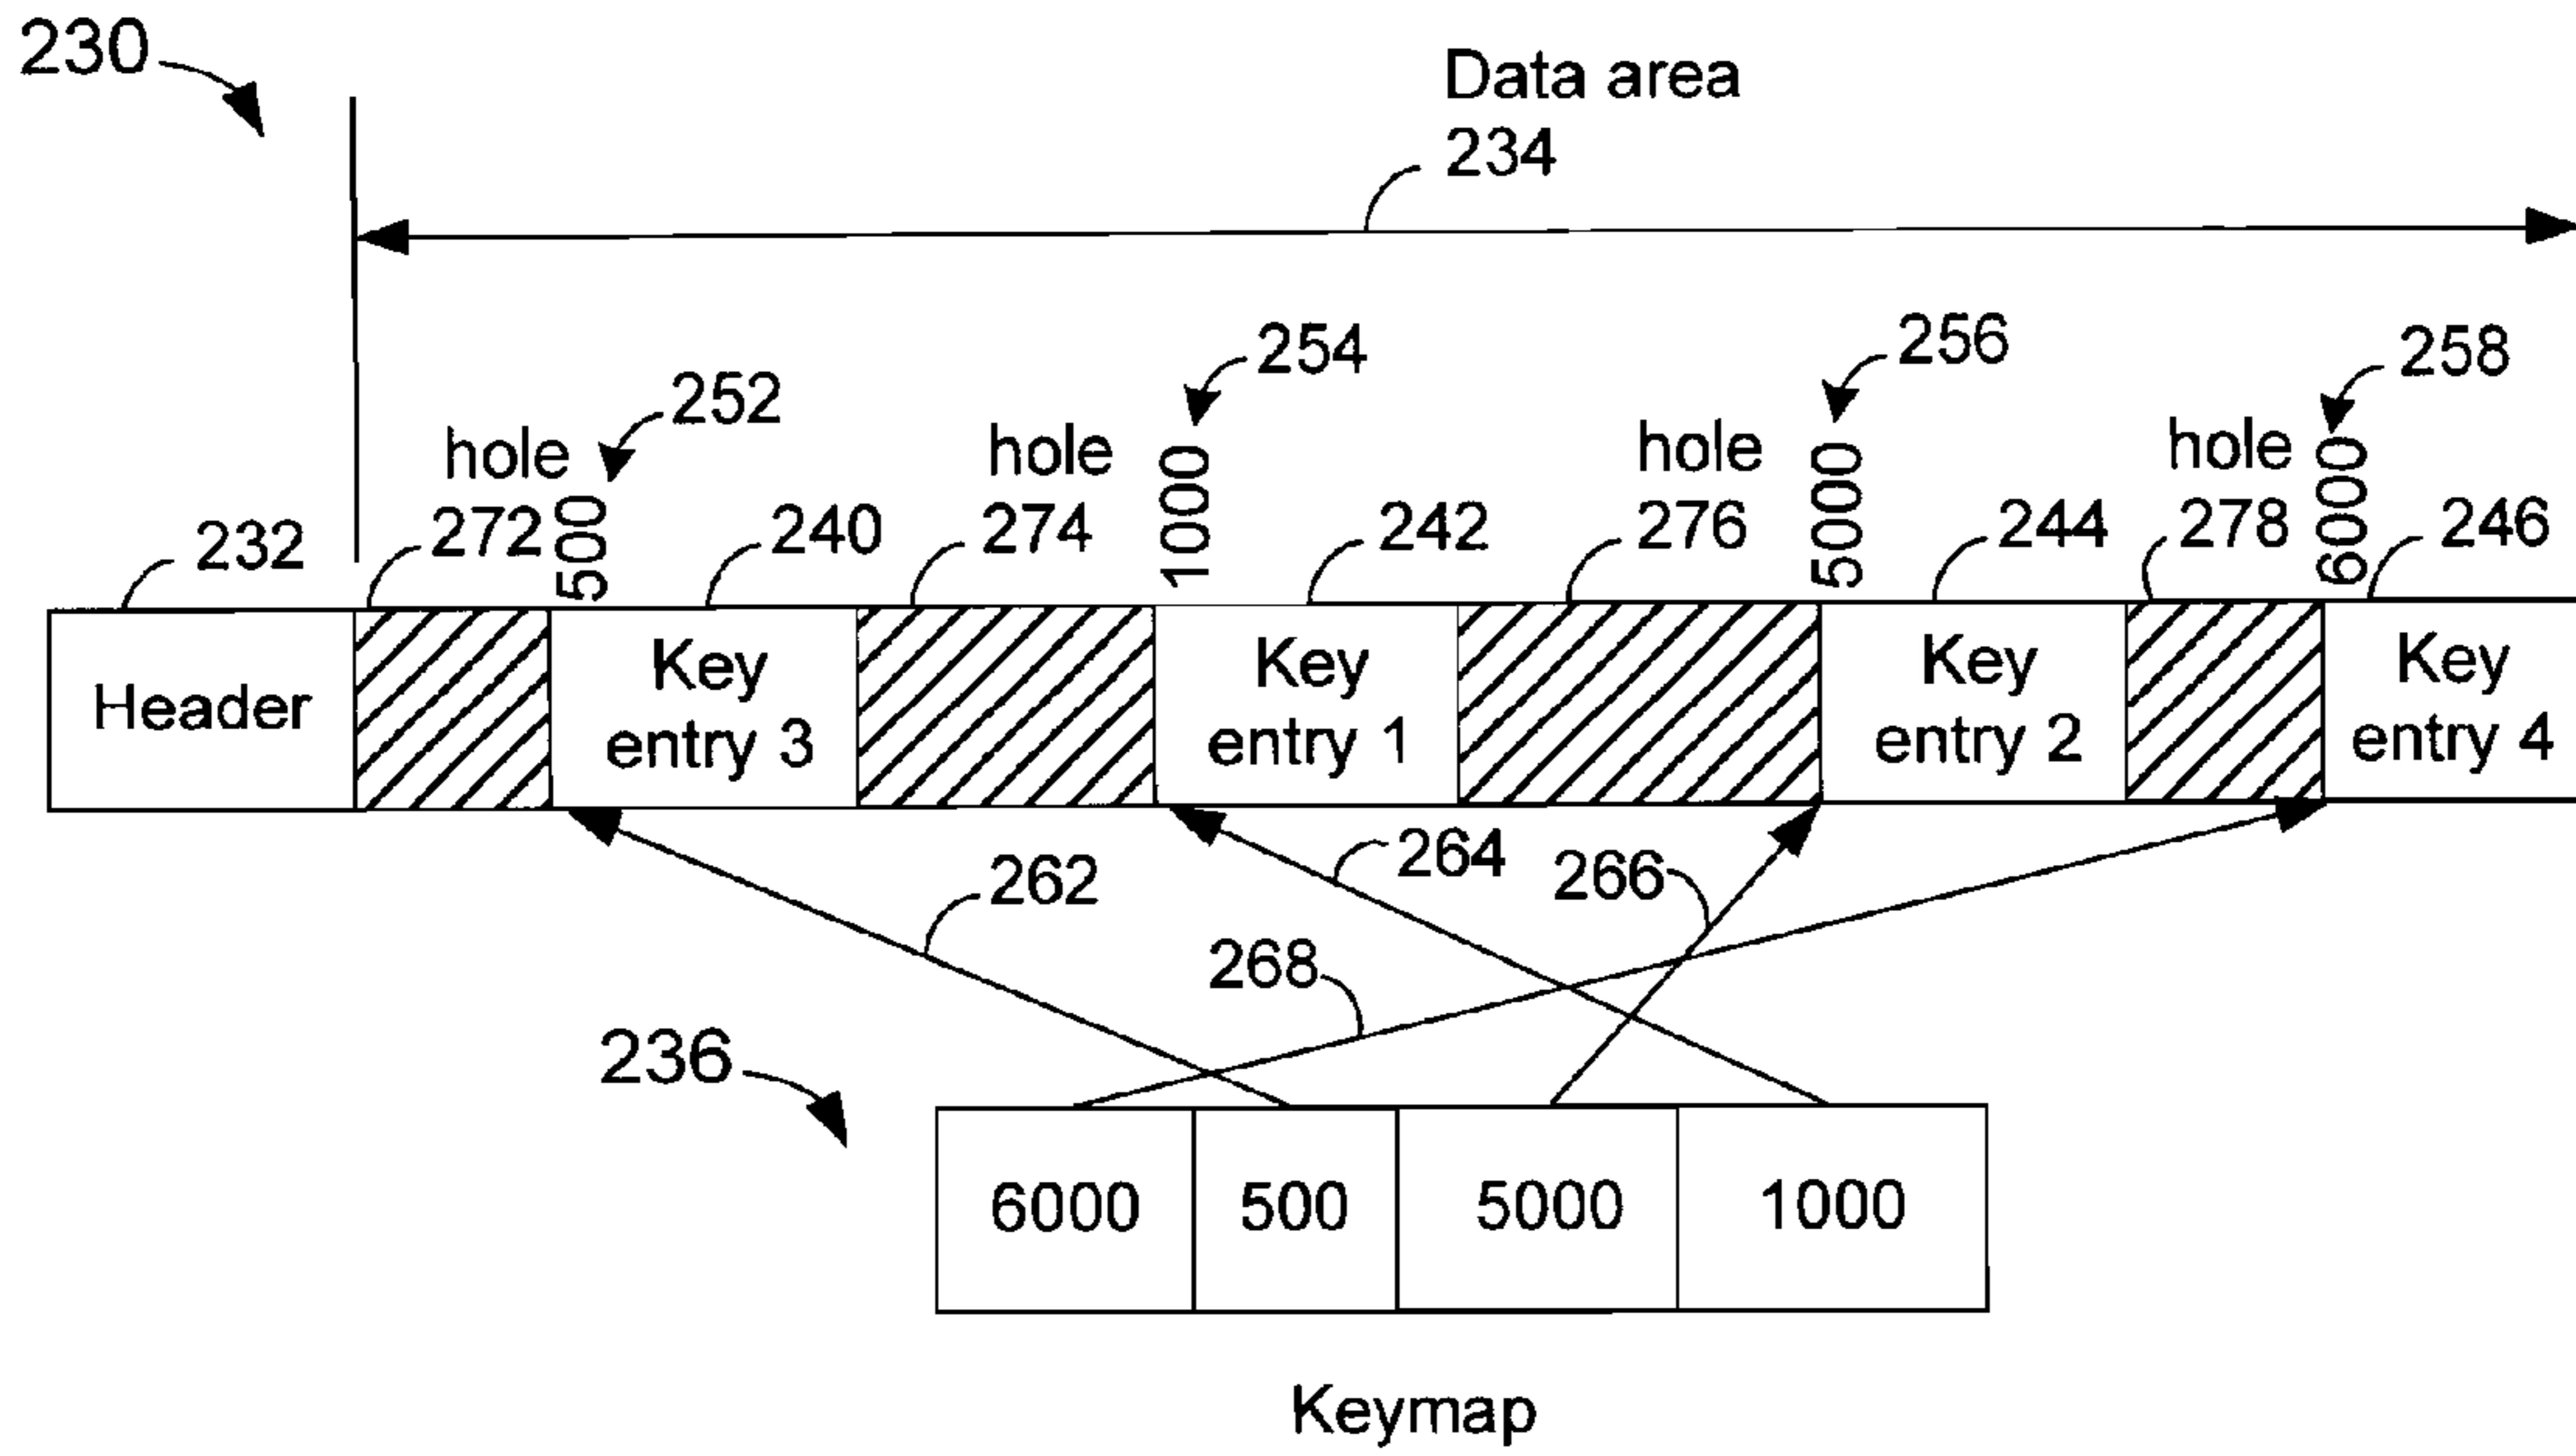 230
Data area
234
252
254
256
258
hole
272
500
hole
274
1000
hole
276
5000
hole
278
6000
232
240
242
244
246
Header
Key
entry 3
Key
entry 1
Key
entry 2
Key
entry 4
262
264
266
268
236
6000
500
5000
1000
Keymap